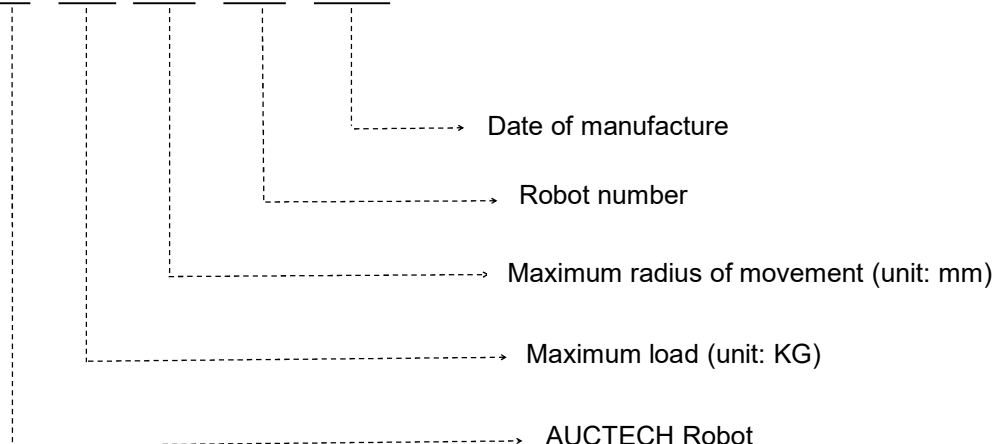 Date of manufacture
Robot number
Maximum radius of movement (unit: mm)
Maximum load (unit: KG)
AUCTECH Robot